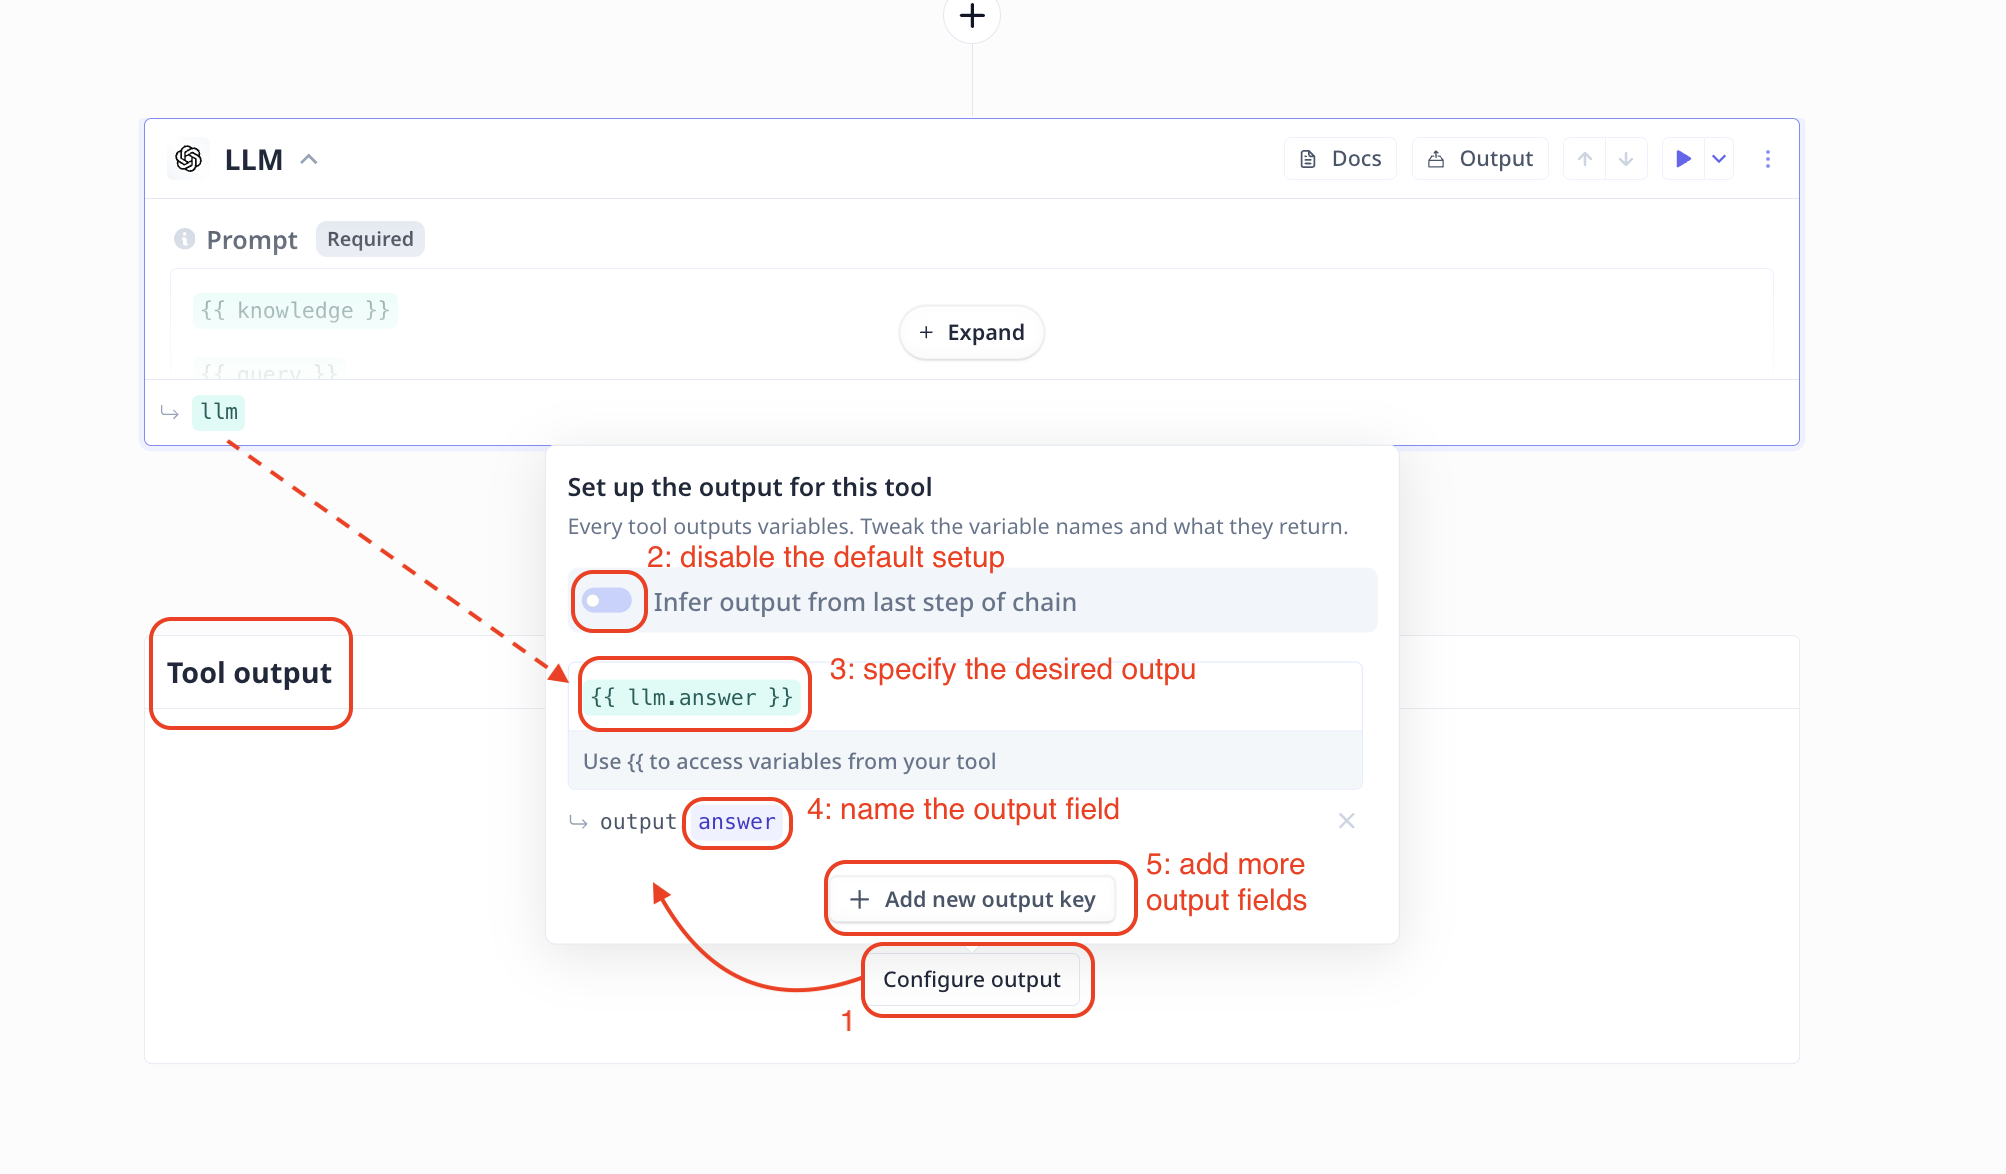 LLM
Docs
Output
Prompt
Required
{{ knowledge }}
+ Expand
{{ query }}
llm
Set up the output for this tool
Every tool outputs variables. Tweak the variable names and what they return.
2: disable the default setup
Infer output from last step of chain
Tool output
3: specify the desired outpu
{{ llm.answer }}
Use {{ to access variables from your tool
4: name the output field
output answer
5: add more
output fields
+ Add new output key
Configure output
1